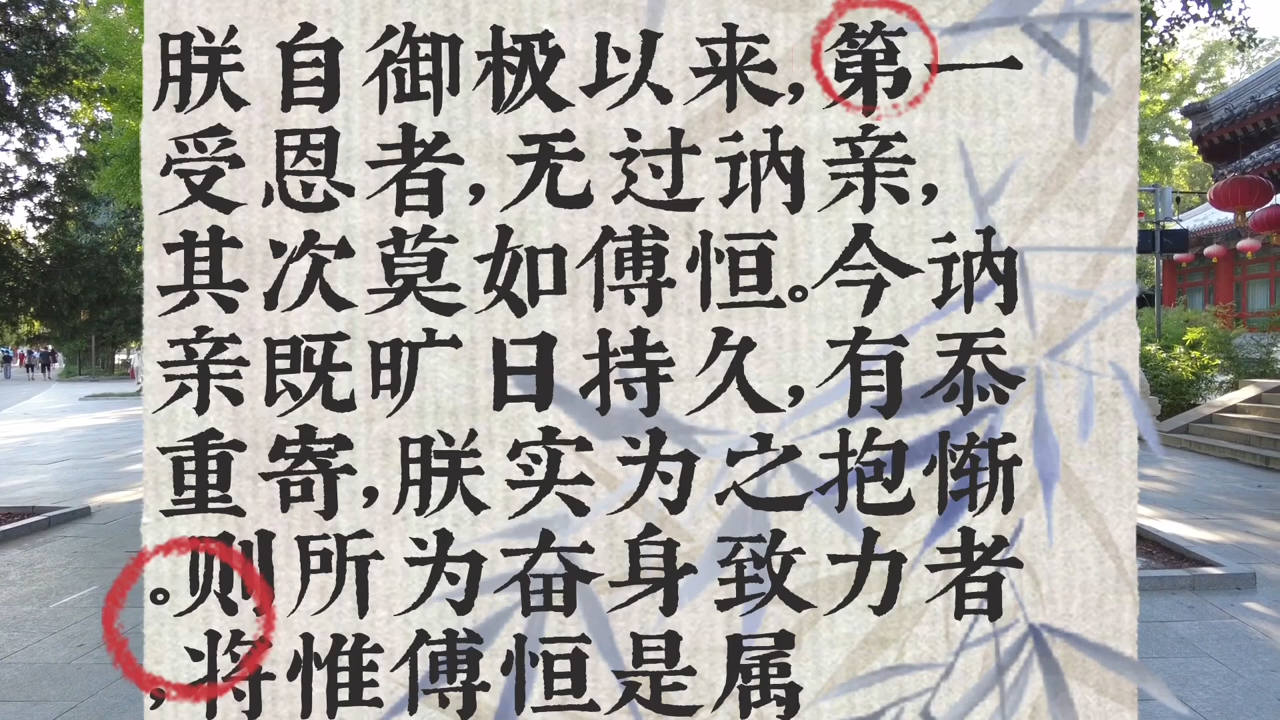 朕自御极以来,第一
受恩者,无过讷亲,
其次莫如傅恒。今讷
亲既旷日持久,有忝
重寄,朕实为之抱惭
。则所为奋身致力者
,将惟傅恒是属